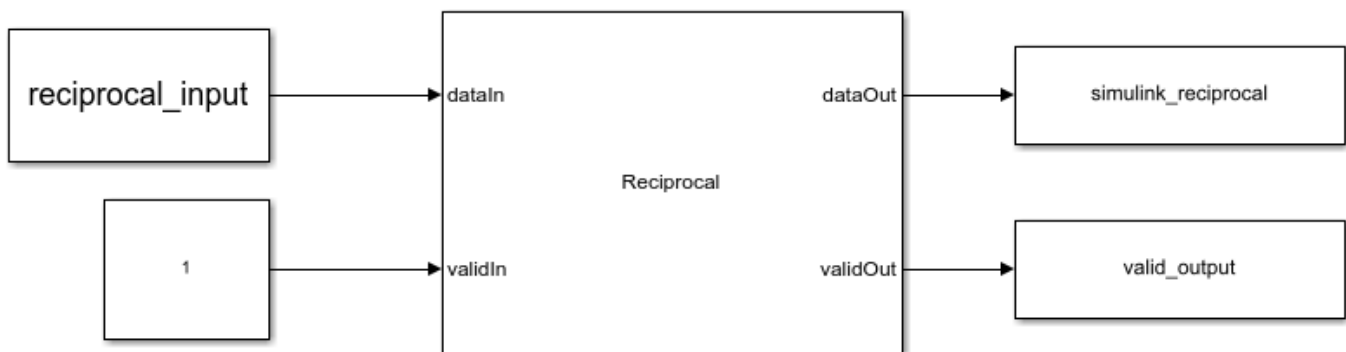 reciprocal_input
dataIn
dataOut
simulink_reciprocal
Reciprocal
1
validIn
validOut
valid_output